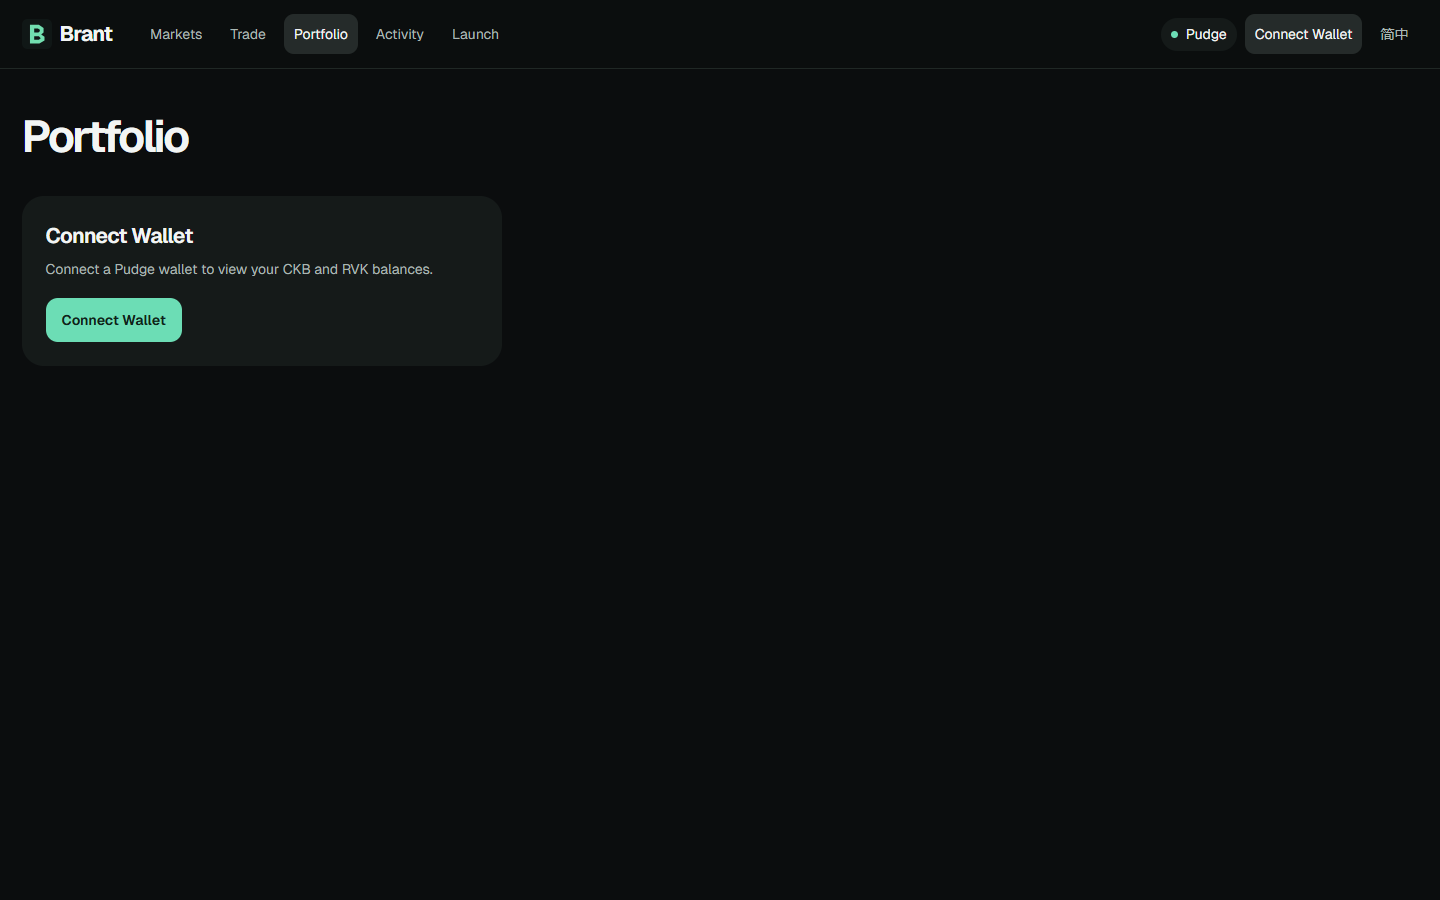 Brant
Markets
Trade
Portfolio
Activity
Launch
Pudge
Connect Wallet
简中
Portfolio
Connect Wallet
Connect a Pudge wallet to view your CKB and RVK balances.
Connect Wallet